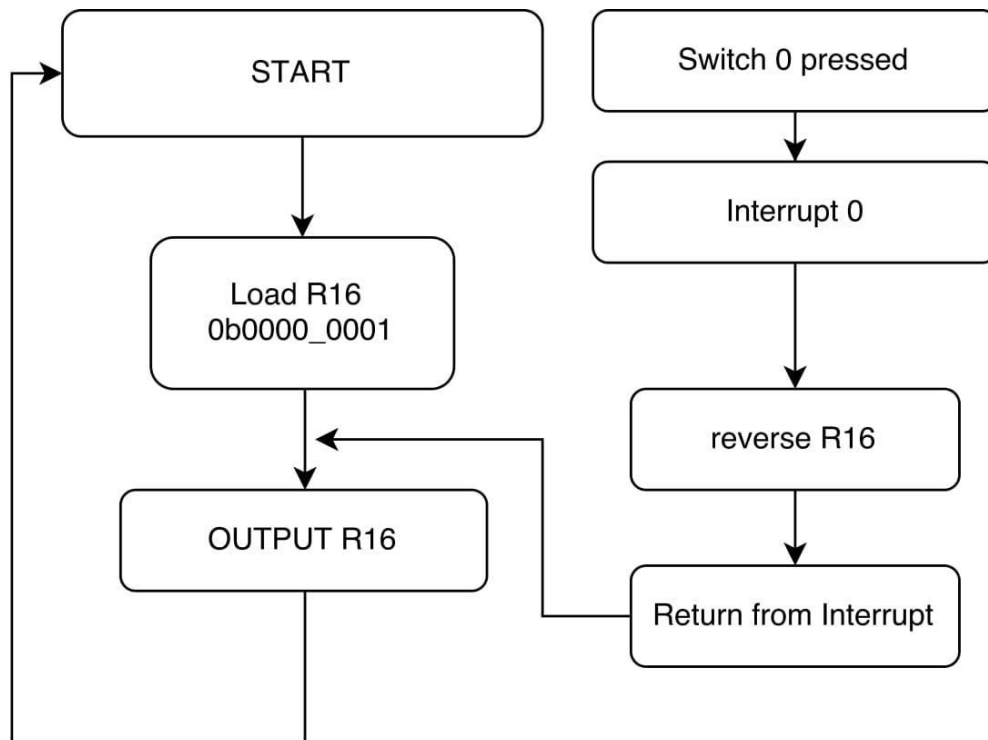 START
Load R16
0b0000_0001
OUTPUT R16
Switch 0 pressed
Interrupt 0
reverse R16
Return from Interrupt